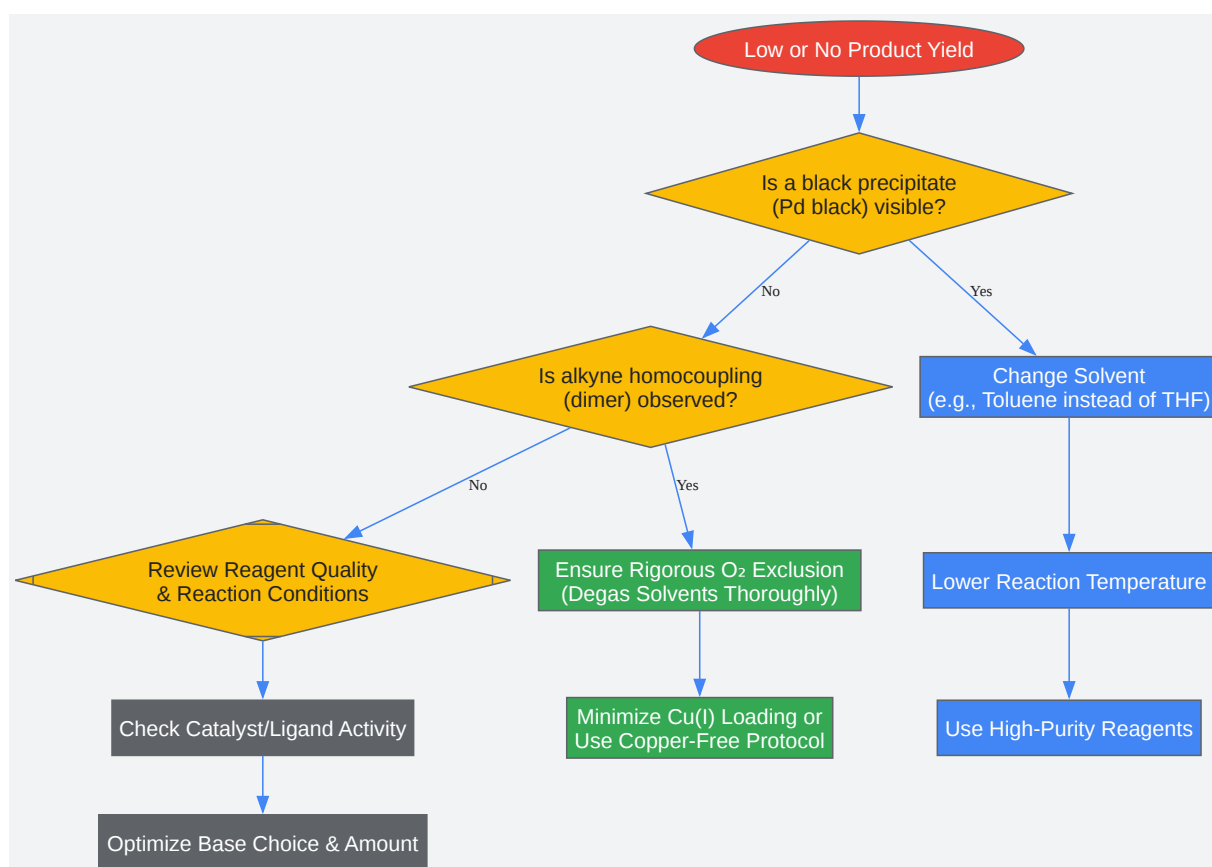 Low or No Product Yield
Is a black precipitate
(Pd black) visible?
No
Yes
Is alkyne homocoupling
(dimer) observed?
Change Solvent
(e.g., Toluene instead of THF)
No
Yes
Review Reagent Quality
& Reaction Conditions
Ensure Rigorous O₂ Exclusion
(Degas Solvents Thoroughly)
Lower Reaction Temperature
Check Catalyst/Ligand Activity
Minimize Cu(I) Loading or
Use Copper-Free Protocol
Use High-Purity Reagents
Optimize Base Choice & Amount